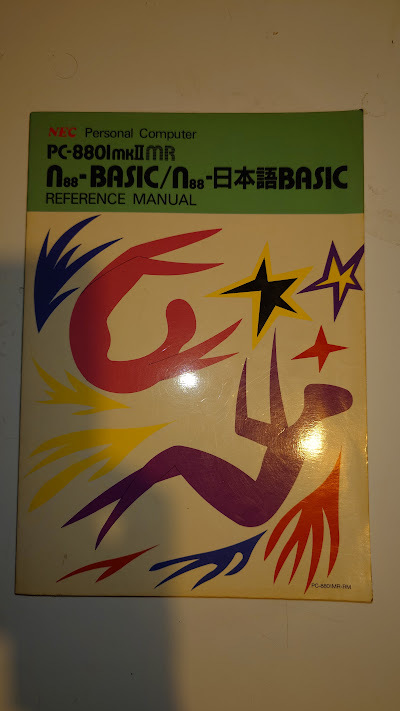 NEC Personal Computer
PC-8801mkIIMR
n88-BASIC/n88-日本語BASIC
REFERENCE MANUAL
PC-8801MR-RM